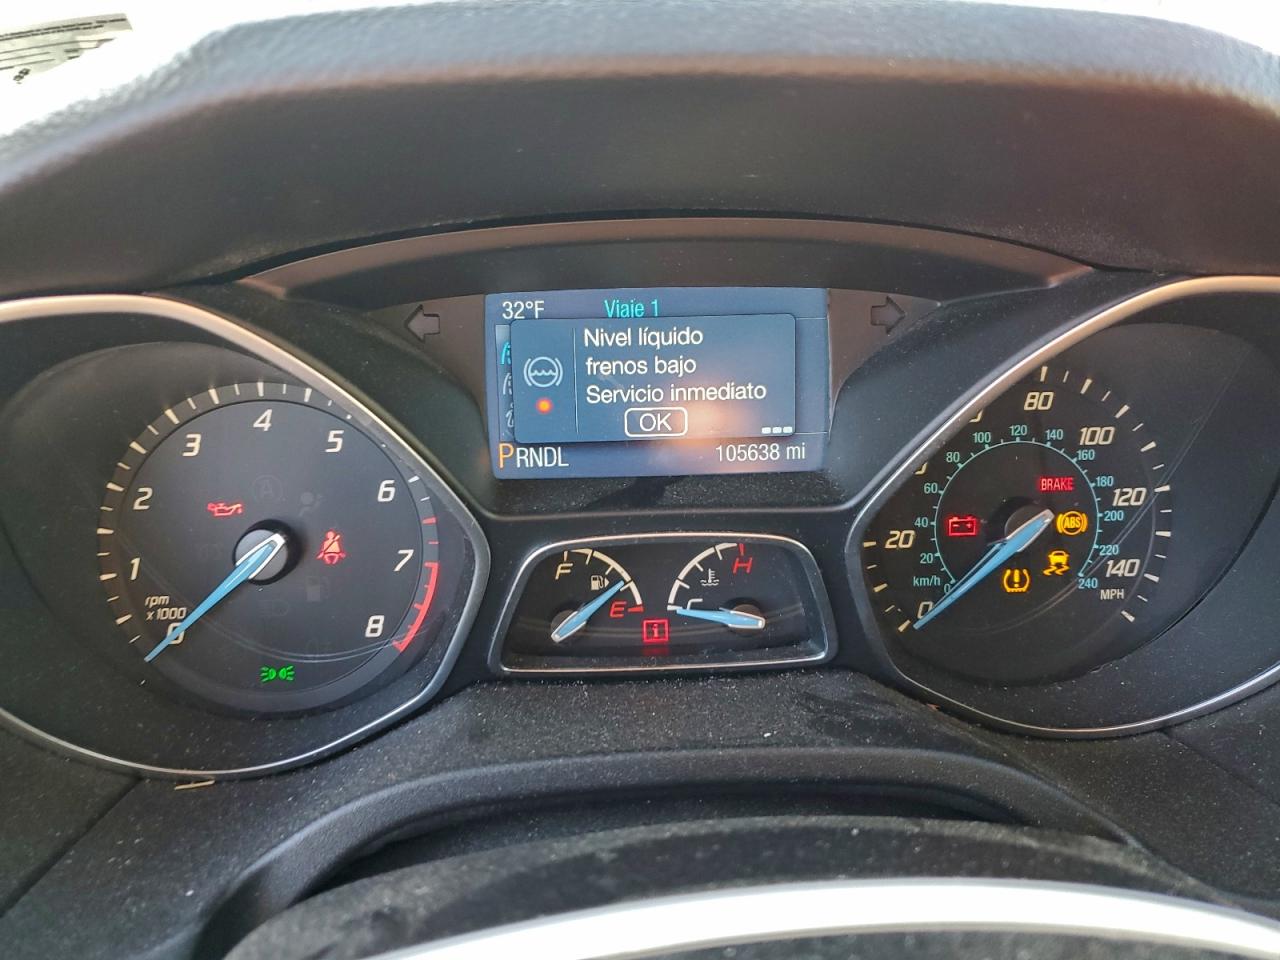 32°F Viaje 1
Nivel líquido
frenos bajo
Servicio inmediato
OK
PRNDL 105638 mi
0
1
2
3
4
5
6
7
8
rpm
x1000
F
E
H
C
i
0
20
80
100
120
140
MPH
km/h
0
20
40
60
80
100
120
140
160
180
200
220
240
BRAKE
ABS